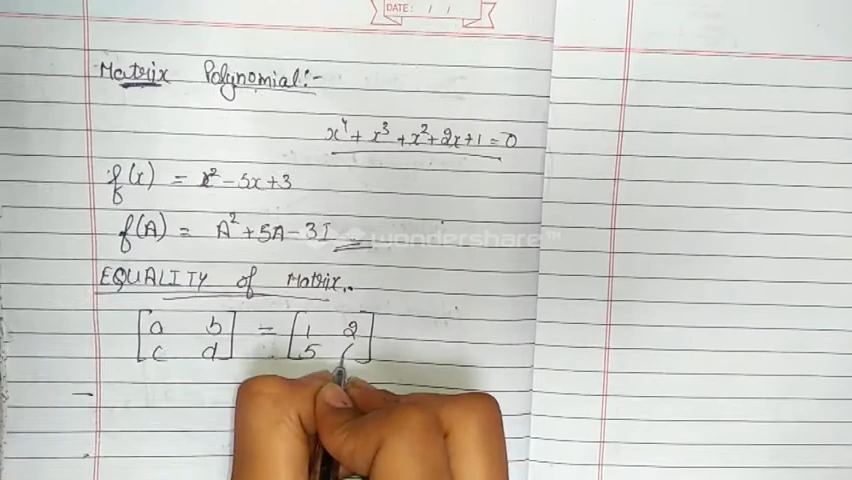 DATE: / /
Matrix Polynomial:-
x⁴ + x³ + x² + 2x + 1 = 0
f(x) = x² - 5x + 3
f(A) = A² + 5A - 3I
wondershare™
EQUALITY of Matrix.
[a b] = [1 2]
[c d] [5